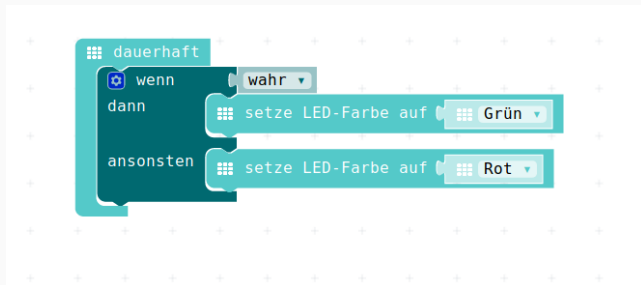 dauerhaft
wenn wahr
dann
setze LED-Farbe auf Grün
ansonsten
setze LED-Farbe auf Rot